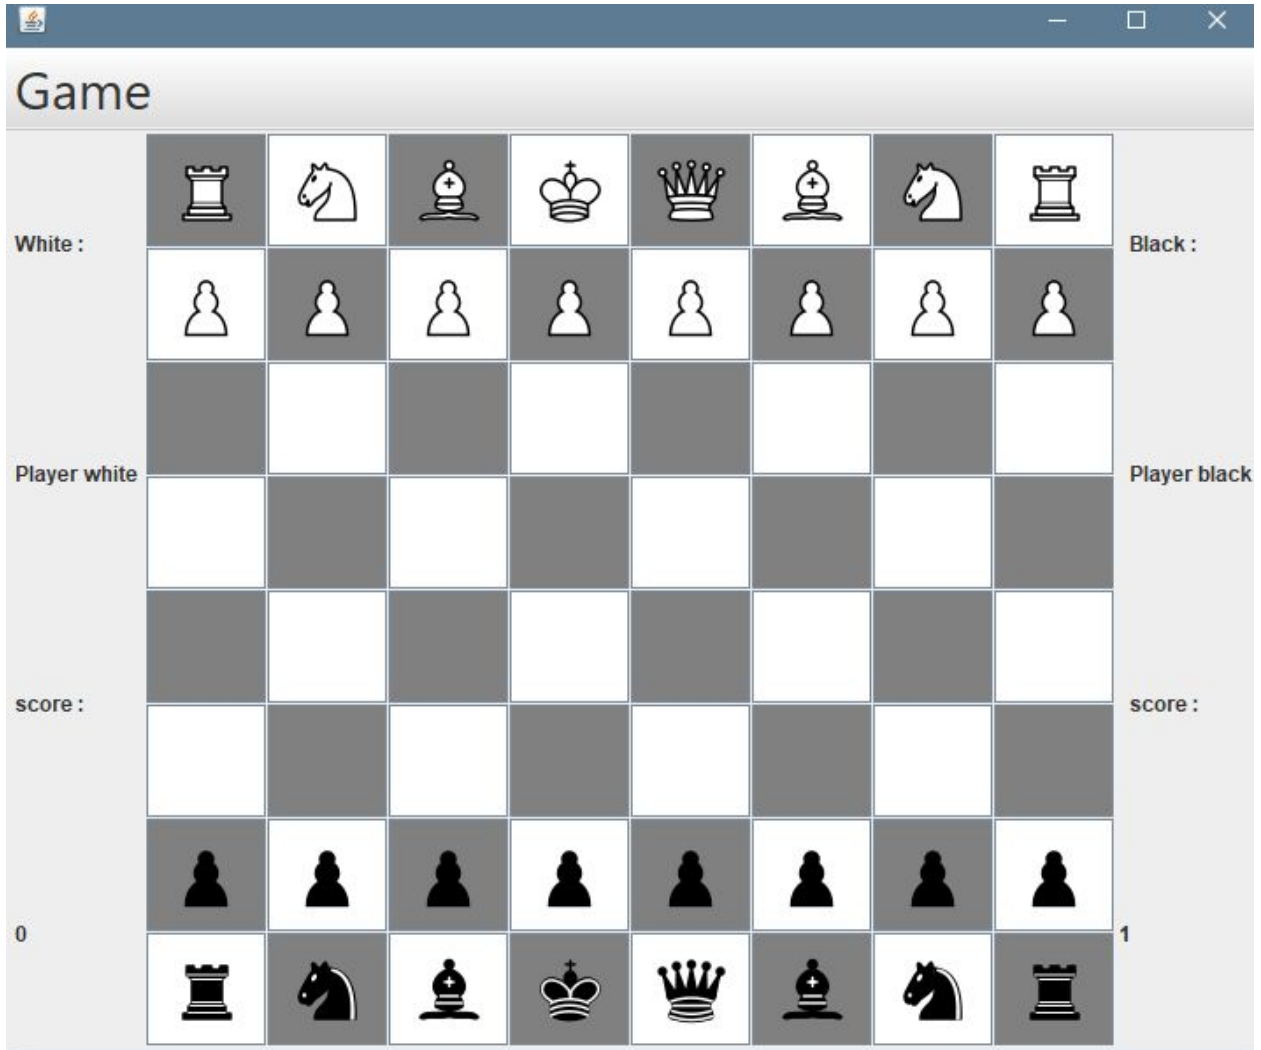 Game
White :
Player white
score :
0
Black :
Player black
score :
1